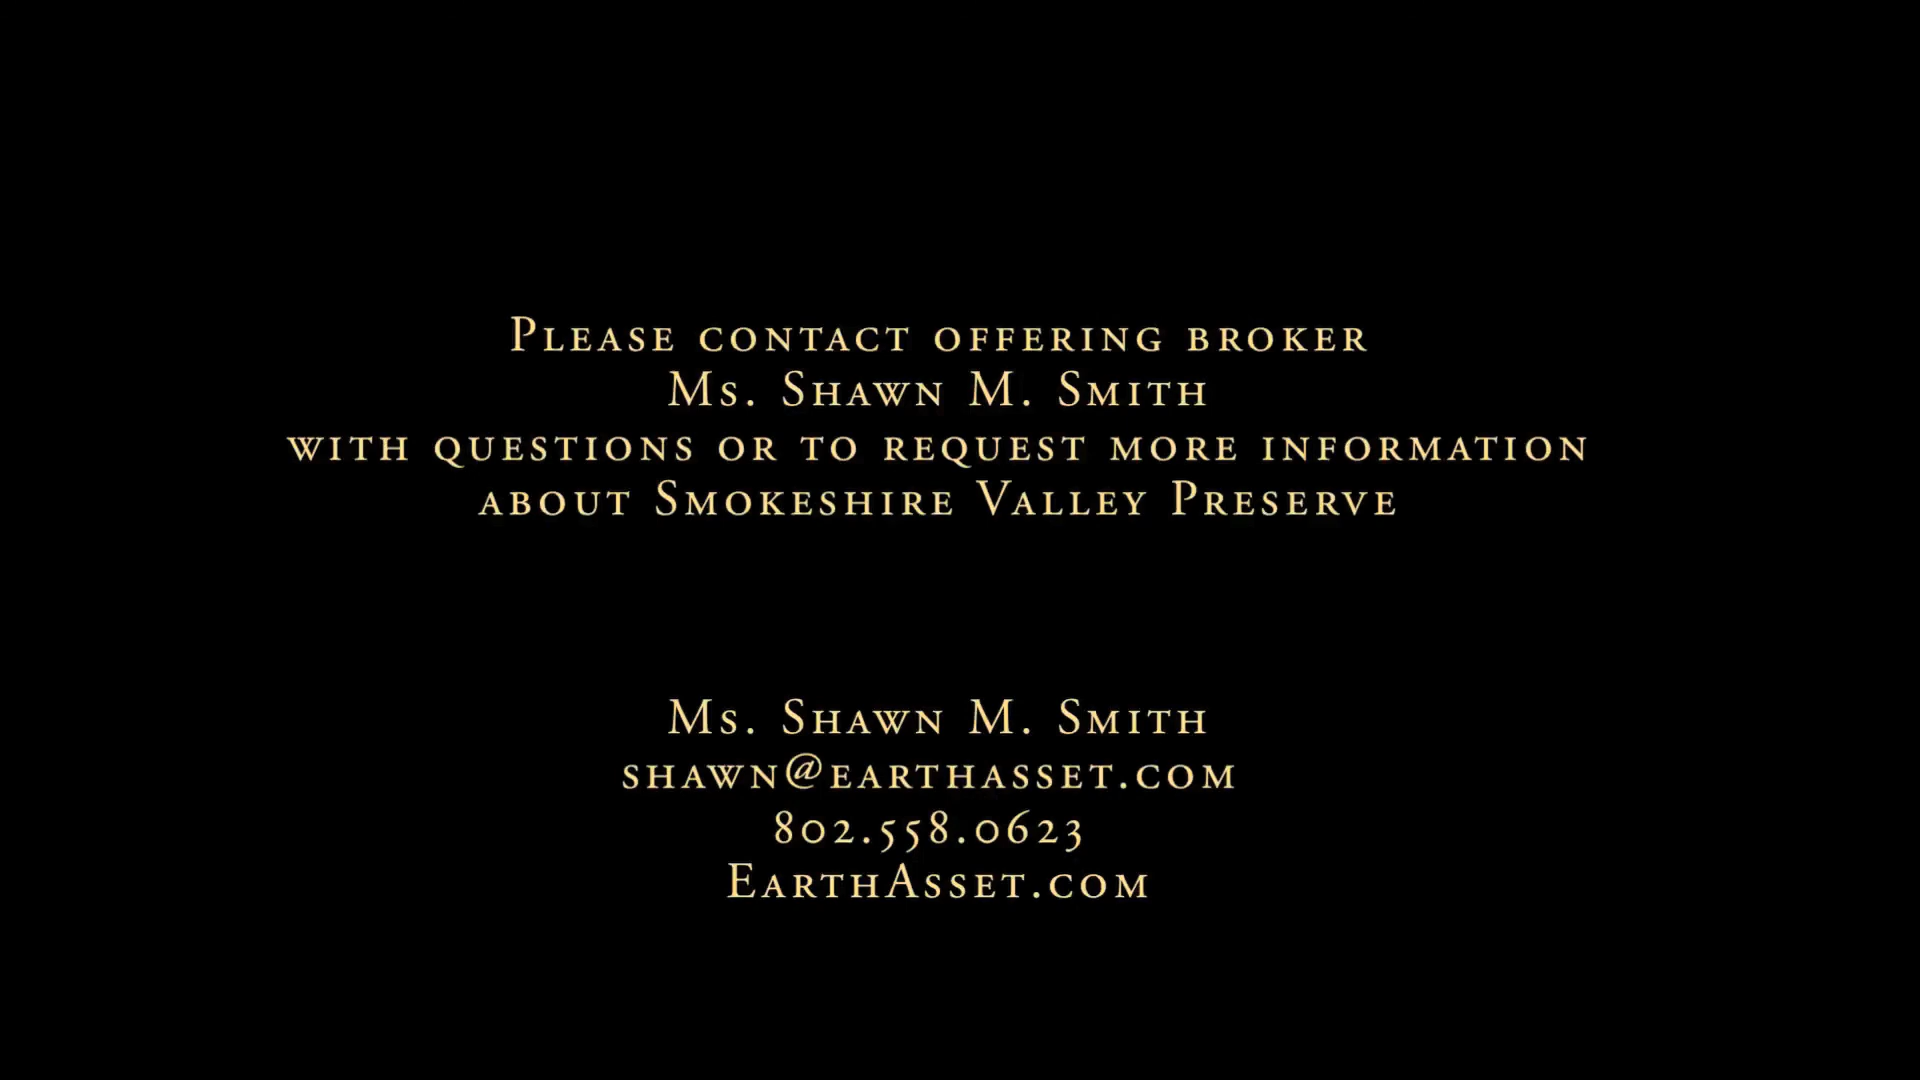 Please contact offering broker
Ms. Shawn M. Smith
with questions or to request more information
about Smokeshire Valley Preserve
Ms. Shawn M. Smith
shawn@earthasset.com
802.558.0623
EarthAsset.com